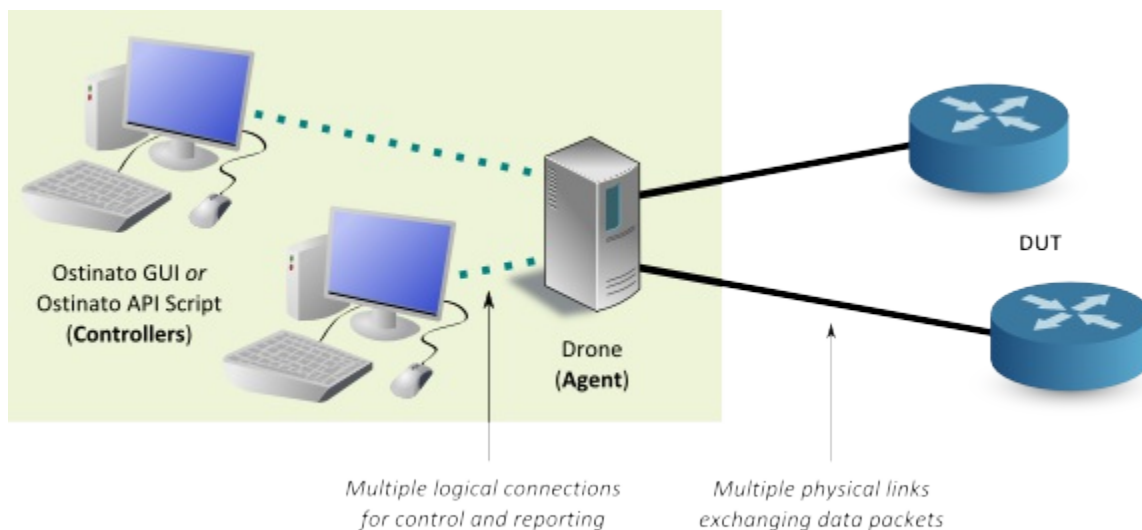 Ostinato GUI or
Ostinato API Script
(Controllers)
Drone
(Agent)
DUT
Multiple logical connections
for control and reporting
Multiple physical links
exchanging data packets